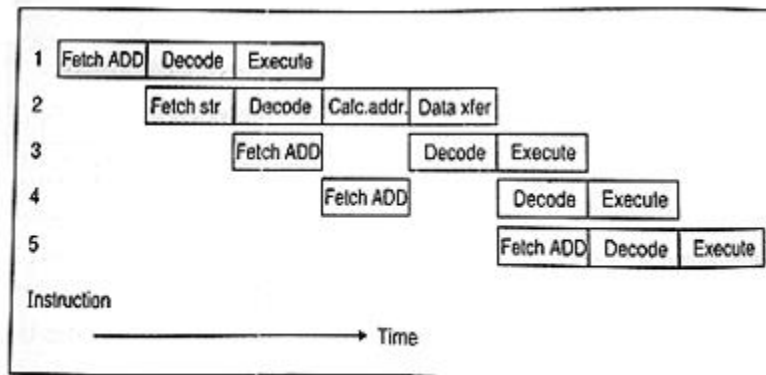 1 Fetch ADD Decode Execute
2 Fetch str Decode Calc.addr. Data xfer
3 Fetch ADD Decode Execute
4 Fetch ADD Decode Execute
5 Fetch ADD Decode Execute
Instruction
Time